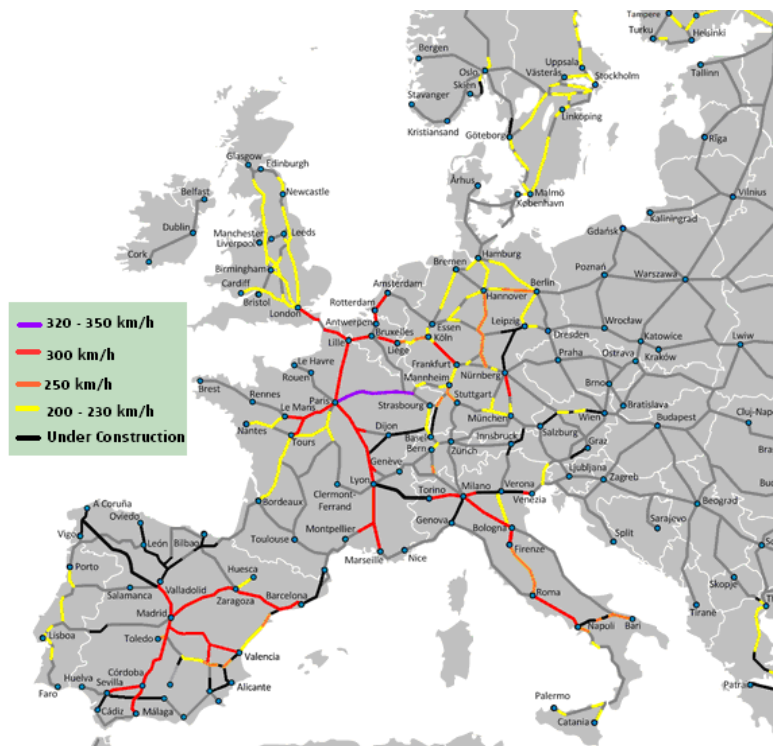 Tampere
Turku
Helsinki
Bergen
Oslo
Uppsala
Västerås
Stockholm
Tallinn
Skien
Stavanger
Kristiansand
Linköping
Göteborg
Rīga
Glasgow
Edinburgh
Århus
Newcastle
Malmö
København
Vilnius
Kaliningrad
Belfast
Dublin
Cork
Manchester
Leeds
Liverpool
Gdańsk
Hamburg
Bremen
Birmingham
Cardiff
Bristol
London
Amsterdam
Rotterdam
Hannover
Berlin
Poznań
Warszawa
Antwerpen
Essen
Bruxelles
Köln
Leipzig
Dresden
Wrocław
Lille
Liège
Katowice
Lwiw
Ostrava
Kraków
Praha
Frankfurt
Mannheim
Nürnberg
Le Havre
Rouen
Brest
Rennes
Paris
Strasbourg
Stuttgart
Brno
Le Mans
Nantes
Tours
München
Wien
Bratislava
Budapest
Cluj-Napo
Dijon
Basel
Bern
Zürich
Innsbruck
Salzburg
Graz
Genève
Ljubljana
Zagreb
Lyon
Clermont-
Ferrand
Torino
Milano
Verona
Venezia
Bordeaux
Genova
Bologna
Beograd
A Coruña
Oviedo
Vigo
León
Bilbao
Toulouse
Montpellier
Marseille
Nice
Firenze
Split
Sarajevo
Porto
Huesca
Salamanca
Valladolid
Zaragoza
Barcelona
Roma
Skopje
Madrid
Tiranë
Lisboa
Toledo
Valencia
Napoli
Bari
Faro
Huelva
Córdoba
Sevilla
Alicante
Cádiz
Málaga
Patra
Palermo
Catania
320 - 350 km/h
300 km/h
250 km/h
200 - 230 km/h
Under Construction